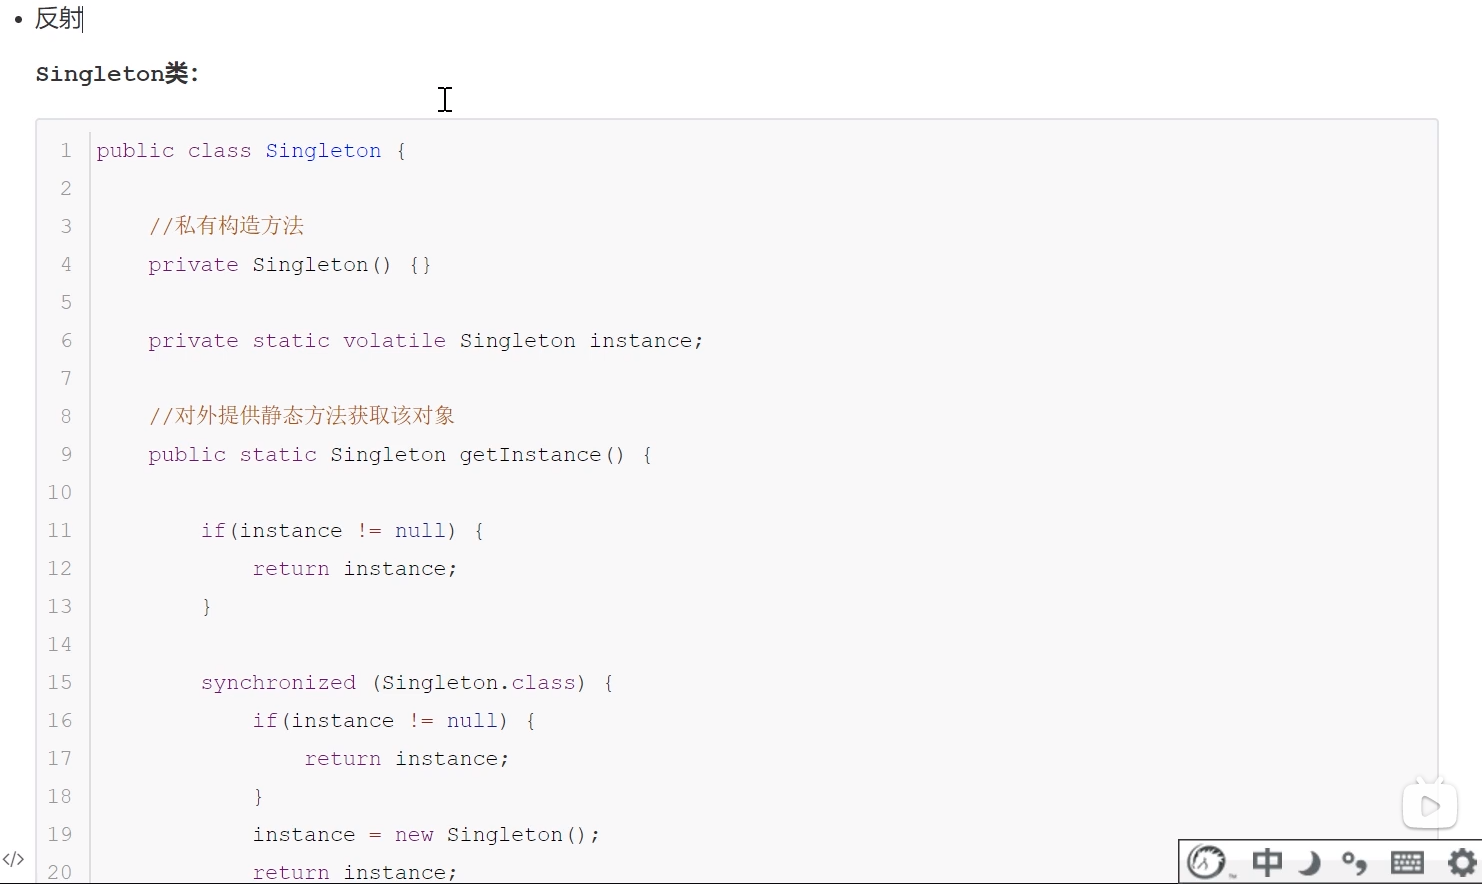 • 反射
Singleton类：
1 public class Singleton {
2
3     //私有构造方法
4     private Singleton() {}
5
6     private static volatile Singleton instance;
7
8     //对外提供静态方法获取该对象
9     public static Singleton getInstance() {
10
11         if(instance != null) {
12             return instance;
13         }
14
15         synchronized (Singleton.class) {
16             if(instance != null) {
17                 return instance;
18             }
19             instance = new Singleton();
20             return instance;
</>
中